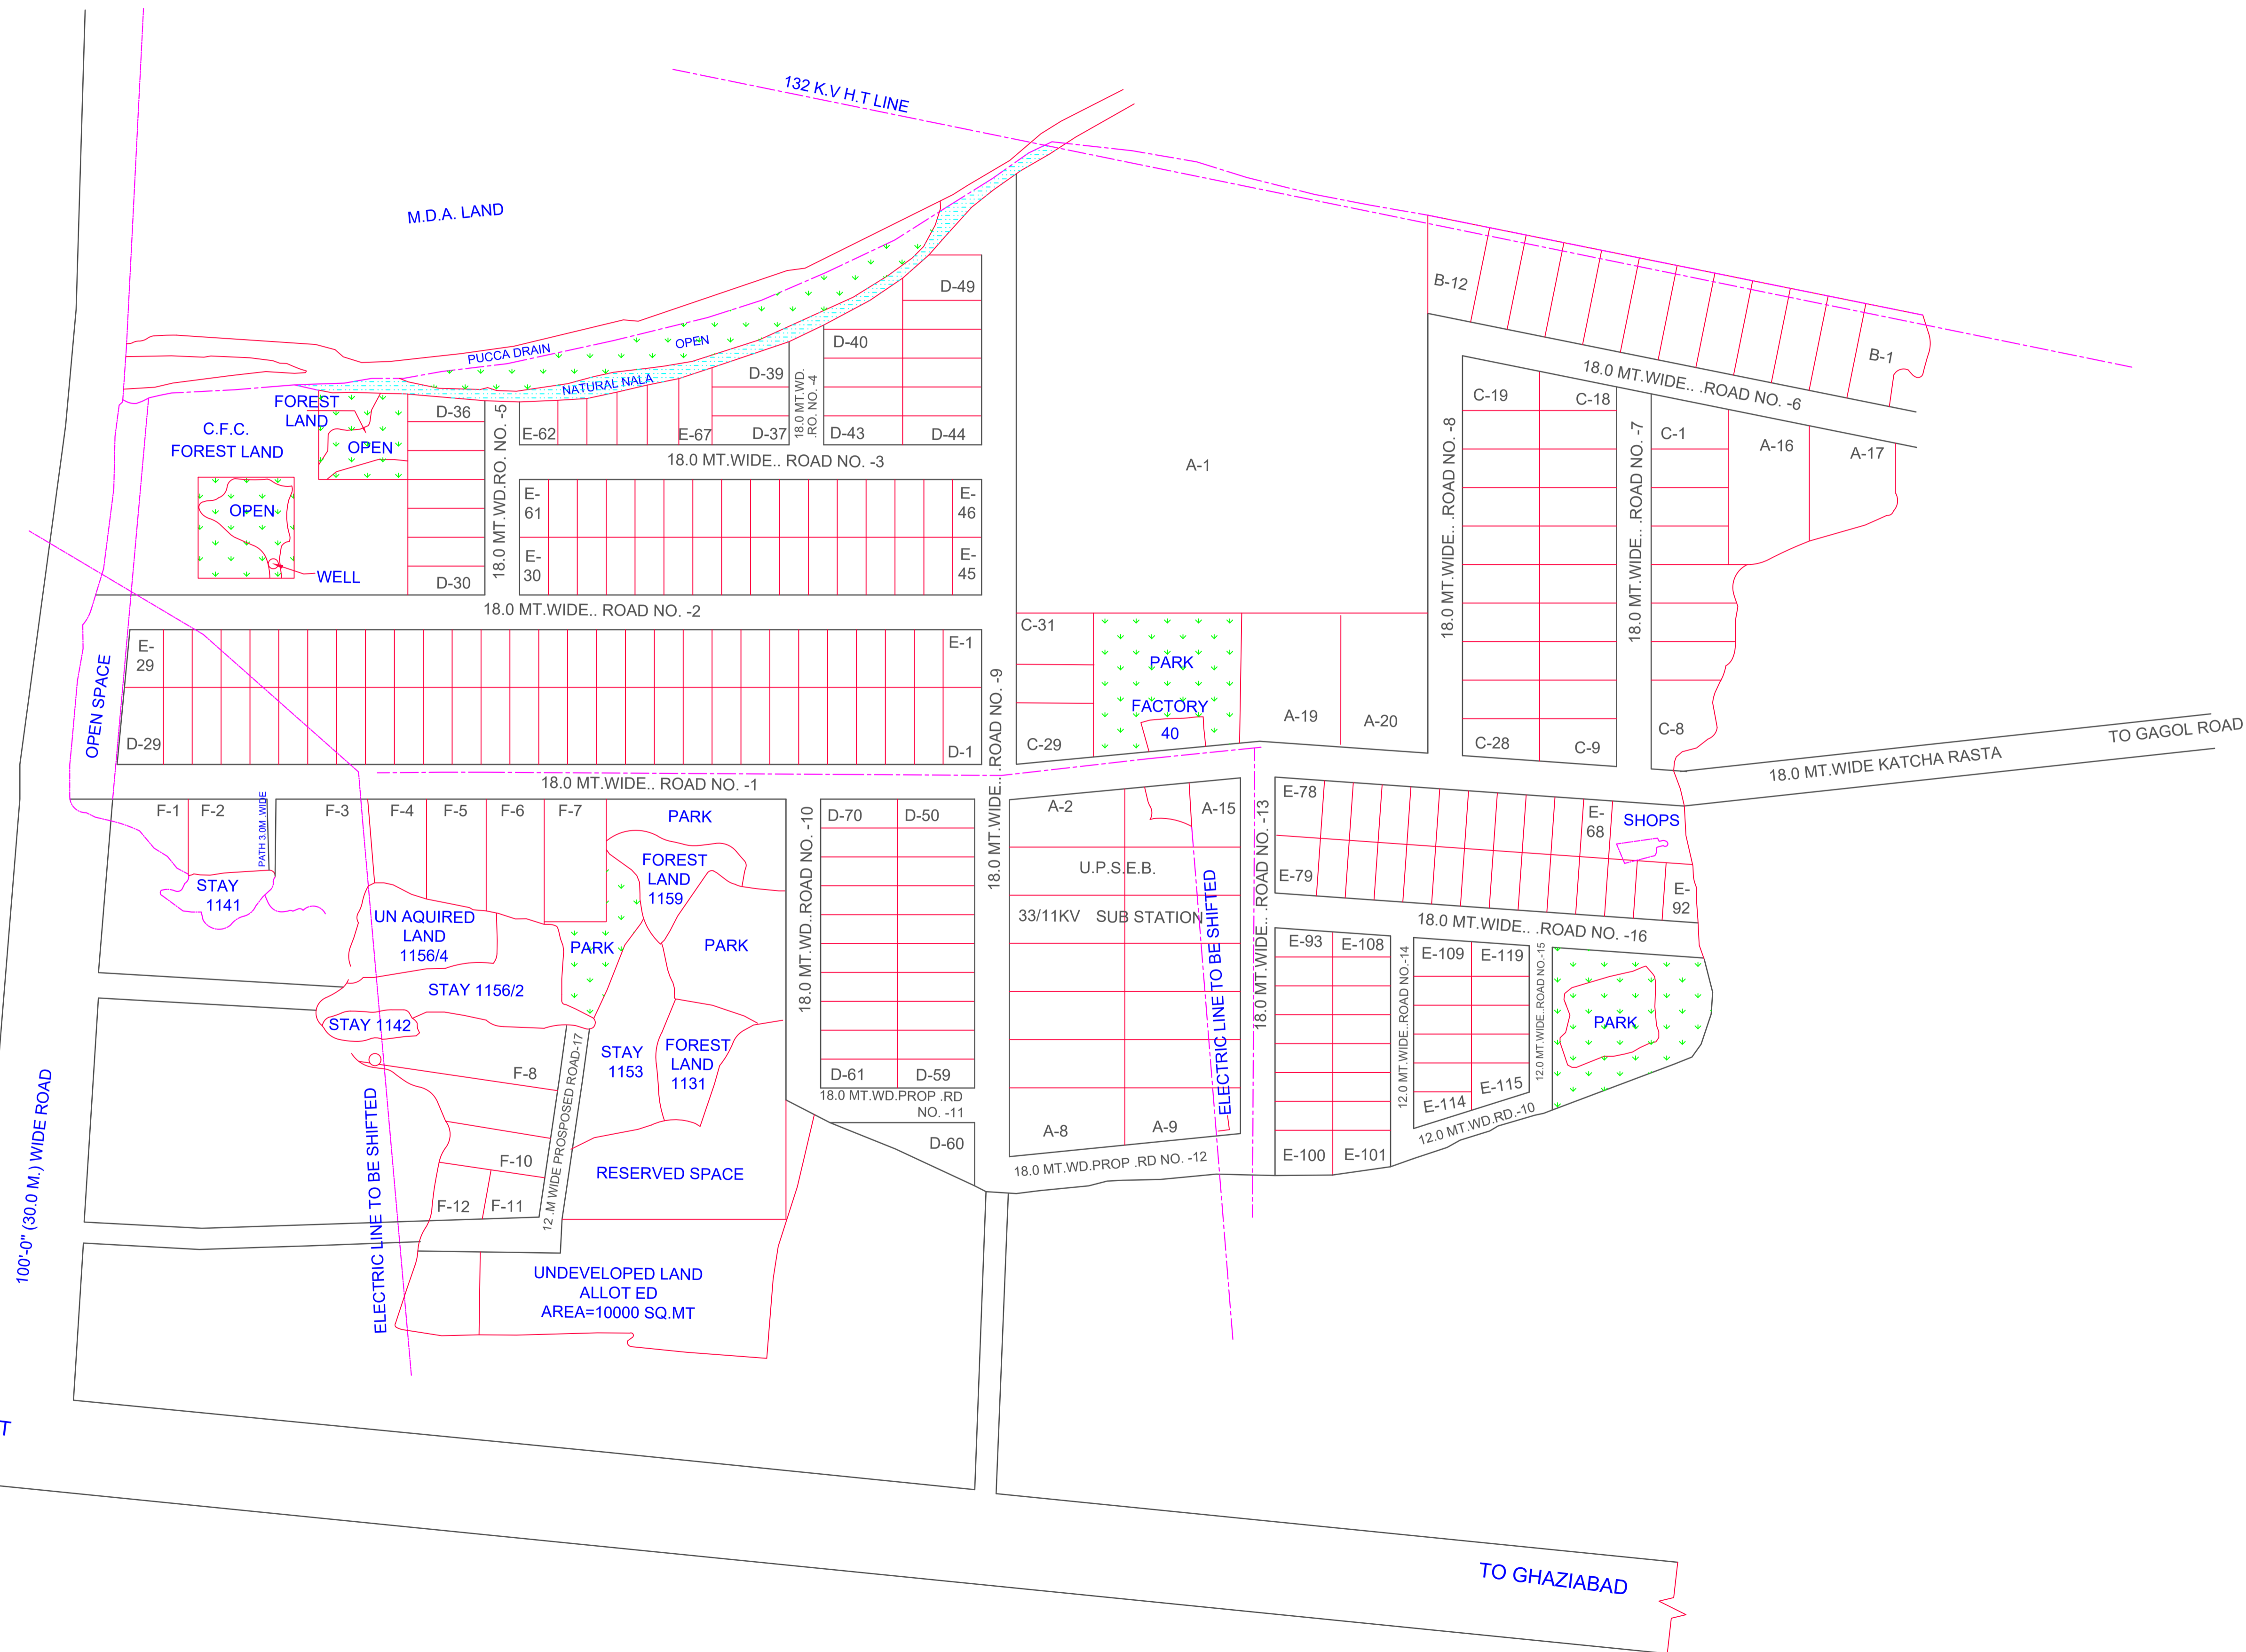 132 K.V H.T LINE
M.D.A. LAND
PUCCA DRAIN
OPEN
NATURAL NALA
D-49
B-12
B-1
18.0 MT.WIDE.. .ROAD NO. -6
D-40
D-39
18.0 MT.WD.
.RO. NO. -4
FOREST
LAND
OPEN
C.F.C.
FOREST LAND
D-36
18.0 MT.WD.RO. NO. -5
E-62
E-67
D-37
D-43
D-44
18.0 MT.WIDE.. ROAD NO. -3
A-1
C-19
C-18
C-1
A-16
A-17
18.0 MT.WIDE.. .ROAD NO. -8
18.0 MT.WIDE.. .ROAD NO. -7
OPEN
WELL
D-30
E-
61
E-
46
E-
30
E-
45
18.0 MT.WIDE.. ROAD NO. -2
OPEN SPACE
E-
29
E-1
D-29
D-1
18.0 MT.WIDE.. .ROAD NO. -9
C-31
C-29
PARK
FACTORY
40
A-19
A-20
C-28
C-9
C-8
18.0 MT.WIDE KATCHA RASTA
TO GAGOL ROAD
18.0 MT.WIDE.. ROAD NO. -1
F-1
F-2
PATH 3.0M .WIDE
F-3
F-4
F-5
F-6
F-7
PARK
STAY
1141
UN AQUIRED
LAND
1156/4
FOREST
LAND
1159
PARK
PARK
STAY 1156/2
STAY 1142
18.0 MT.WD..ROAD NO. -10
D-70
D-50
D-61
D-59
18.0 MT.WD.PROP .RD
NO. -11
D-60
A-2
A-15
U.P.S.E.B.
33/11KV SUB STATION
ELECTRIC LINE TO BE SHIFTED
A-8
A-9
18.0 MT.WD.PROP .RD NO. -12
18.0 MT.WIDE.. .ROAD NO. -13
E-78
E-
68
SHOPS
E-79
E-
92
18.0 MT.WIDE.. .ROAD NO. -16
E-93
E-108
12.0 MT.WIDE..ROAD NO.-14
E-109
E-119
12.0 MT.WIDE..ROAD NO.-15
PARK
E-114
E-115
12.0 MT.WD.RD.-10
E-100
E-101
STAY
1153
FOREST
LAND
1131
F-8
F-10
F-12
F-11
12 .M WIDE PROSPOSED ROAD-17
RESERVED SPACE
UNDEVELOPED LAND
ALLOT ED
AREA=10000 SQ.MT
ELECTRIC LINE TO BE SHIFTED
100'-0" (30.0 M.) WIDE ROAD
T
TO GHAZIABAD